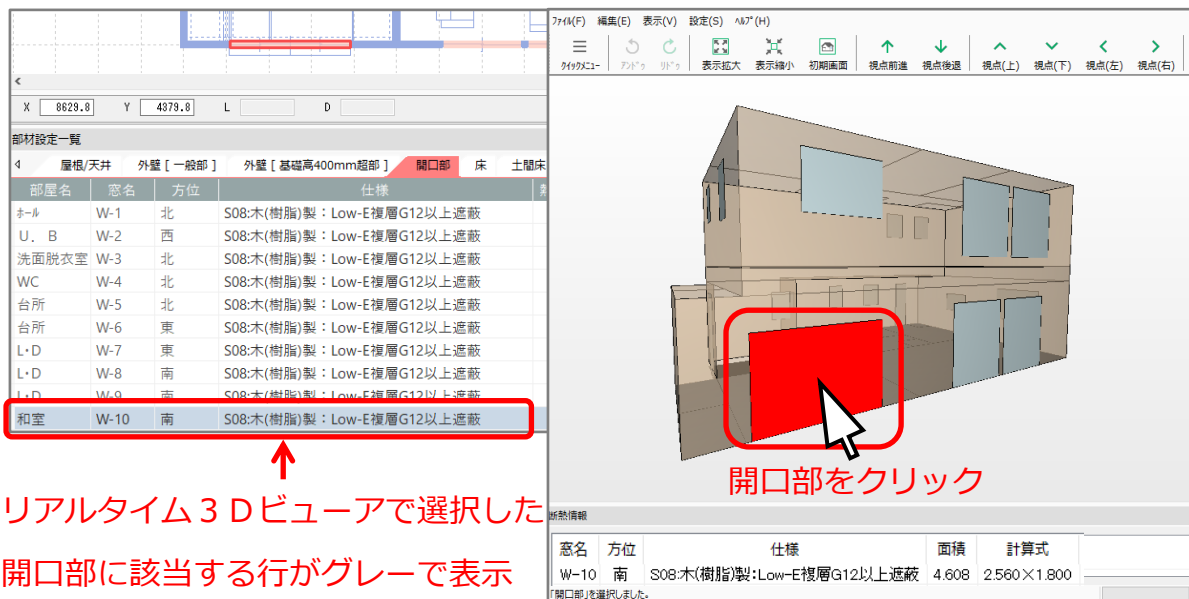 X 8629.8 Y 4379.8 L D
部材設定一覧
屋根/天井 外壁 [ 一般部 ] 外壁 [ 基礎高400mm超部 ] 開口部 床 土間床
部屋名 窓名 方位 仕様
ホール W-1 北 S08:木(樹脂)製：Low-E複層G12以上遮蔽
U．B W-2 西 S08:木(樹脂)製：Low-E複層G12以上遮蔽
洗面脱衣室 W-3 北 S08:木(樹脂)製：Low-E複層G12以上遮蔽
WC W-4 北 S08:木(樹脂)製：Low-E複層G12以上遮蔽
台所 W-5 北 S08:木(樹脂)製：Low-E複層G12以上遮蔽
台所 W-6 東 S08:木(樹脂)製：Low-E複層G12以上遮蔽
L･D W-7 東 S08:木(樹脂)製：Low-E複層G12以上遮蔽
L･D W-8 南 S08:木(樹脂)製：Low-E複層G12以上遮蔽
L･D W-9 南 S08:木(樹脂)製：Low-E複層G12以上遮蔽
和室 W-10 南 S08:木(樹脂)製：Low-E複層G12以上遮蔽
リアルタイム３Ｄビューアで選択した
開口部に該当する行がグレーで表示
ﾌｧｲﾙ(F) 編集(E) 表示(V) 設定(S) ﾍﾙﾌﾟ(H)
ｸｲｯｸﾒﾆｭｰ ｱﾝﾄﾞｩ ﾘﾄﾞｩ 表示拡大 表示縮小 初期画面 視点前進 視点後退 視点(上) 視点(下) 視点(左) 視点(右)
開口部をクリック
断熱情報
窓名 方位 仕様 面積 計算式
W-10 南 S08:木(樹脂)製:Low-E複層G12以上遮蔽 4.608 2.560×1.800
｢開口部｣を選択しました。